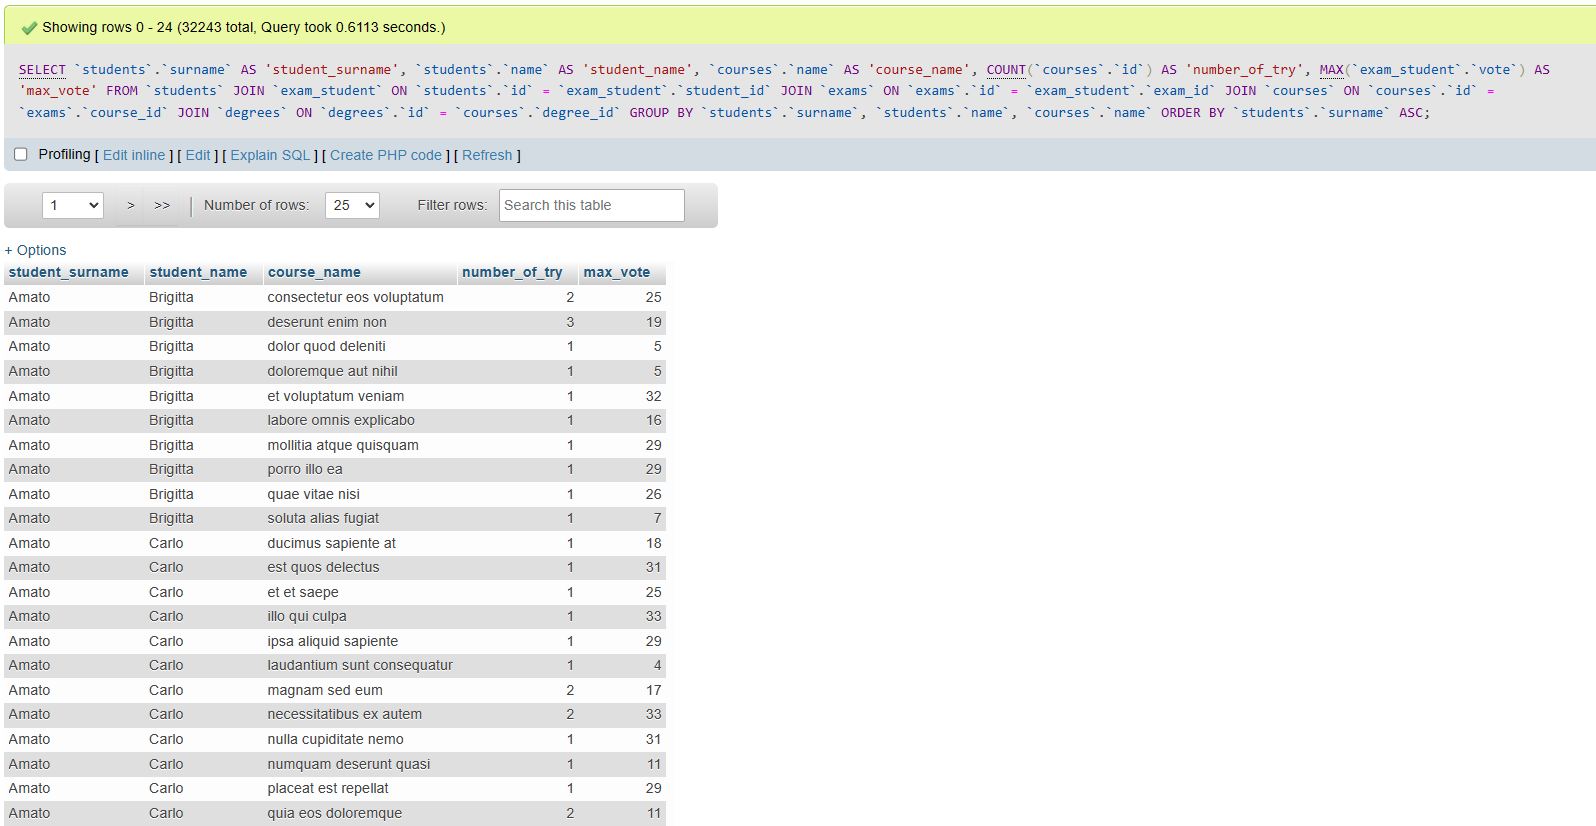 Showing rows 0 - 24 (32243 total, Query took 0.6113 seconds.)
SELECT `students`.`surname` AS 'student_surname', `students`.`name` AS 'student_name', `courses`.`name` AS 'course_name', COUNT(`courses`.`id`) AS 'number_of_try', MAX(`exam_student`.`vote`) AS
'max_vote' FROM `students` JOIN `exam_student` ON `students`.`id` = `exam_student`.`student_id` JOIN `exams` ON `exams`.`id` = `exam_student`.`exam_id` JOIN `courses` ON `courses`.`id` =
`exams`.`course_id` JOIN `degrees` ON `degrees`.`id` = `courses`.`degree_id` GROUP BY `students`.`surname`, `students`.`name`, `courses`.`name` ORDER BY `students`.`surname` ASC;
Profiling [ Edit inline ] [ Edit ] [ Explain SQL ] [ Create PHP code ] [ Refresh ]
1 > >> | Number of rows: 25 Filter rows: Search this table
+ Options
student_surname student_name course_name number_of_try max_vote
Amato Brigitta consectetur eos voluptatum 2 25
Amato Brigitta deserunt enim non 3 19
Amato Brigitta dolor quod deleniti 1 5
Amato Brigitta doloremque aut nihil 1 5
Amato Brigitta et voluptatum veniam 1 32
Amato Brigitta labore omnis explicabo 1 16
Amato Brigitta mollitia atque quisquam 1 29
Amato Brigitta porro illo ea 1 29
Amato Brigitta quae vitae nisi 1 26
Amato Brigitta soluta alias fugiat 1 7
Amato Carlo ducimus sapiente at 1 18
Amato Carlo est quos delectus 1 31
Amato Carlo et et saepe 1 25
Amato Carlo illo qui culpa 1 33
Amato Carlo ipsa aliquid sapiente 1 29
Amato Carlo laudantium sunt consequatur 1 4
Amato Carlo magnam sed eum 2 17
Amato Carlo necessitatibus ex autem 2 33
Amato Carlo nulla cupiditate nemo 1 31
Amato Carlo numquam deserunt quasi 1 11
Amato Carlo placeat est repellat 1 29
Amato Carlo quia eos doloremque 2 11